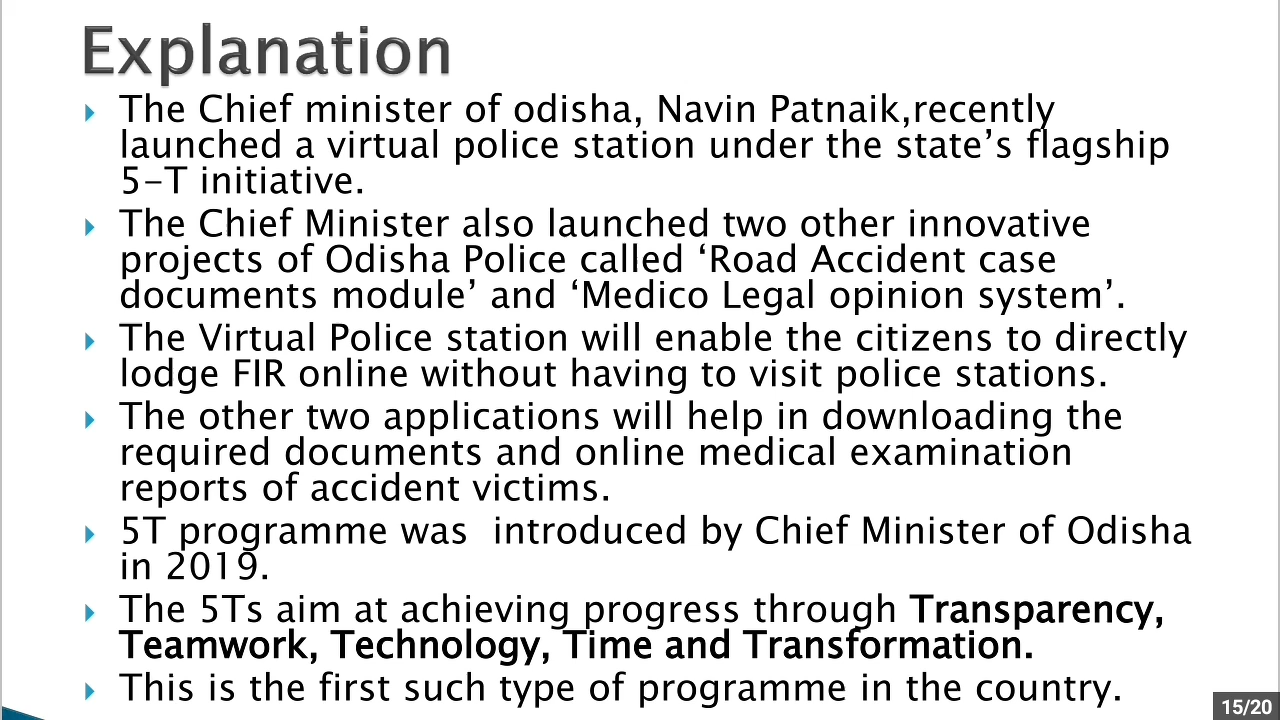 Explanation
The Chief minister of odisha, Navin Patnaik,recently
launched a virtual police station under the state’s flagship
5-T initiative.
The Chief Minister also launched two other innovative
projects of Odisha Police called ‘Road Accident case
documents module’ and ‘Medico Legal opinion system’.
The Virtual Police station will enable the citizens to directly
lodge FIR online without having to visit police stations.
The other two applications will help in downloading the
required documents and online medical examination
reports of accident victims.
5T programme was  introduced by Chief Minister of Odisha
in 2019.
The 5Ts aim at achieving progress through Transparency,
Teamwork, Technology, Time and Transformation.
This is the first such type of programme in the country.
15/20